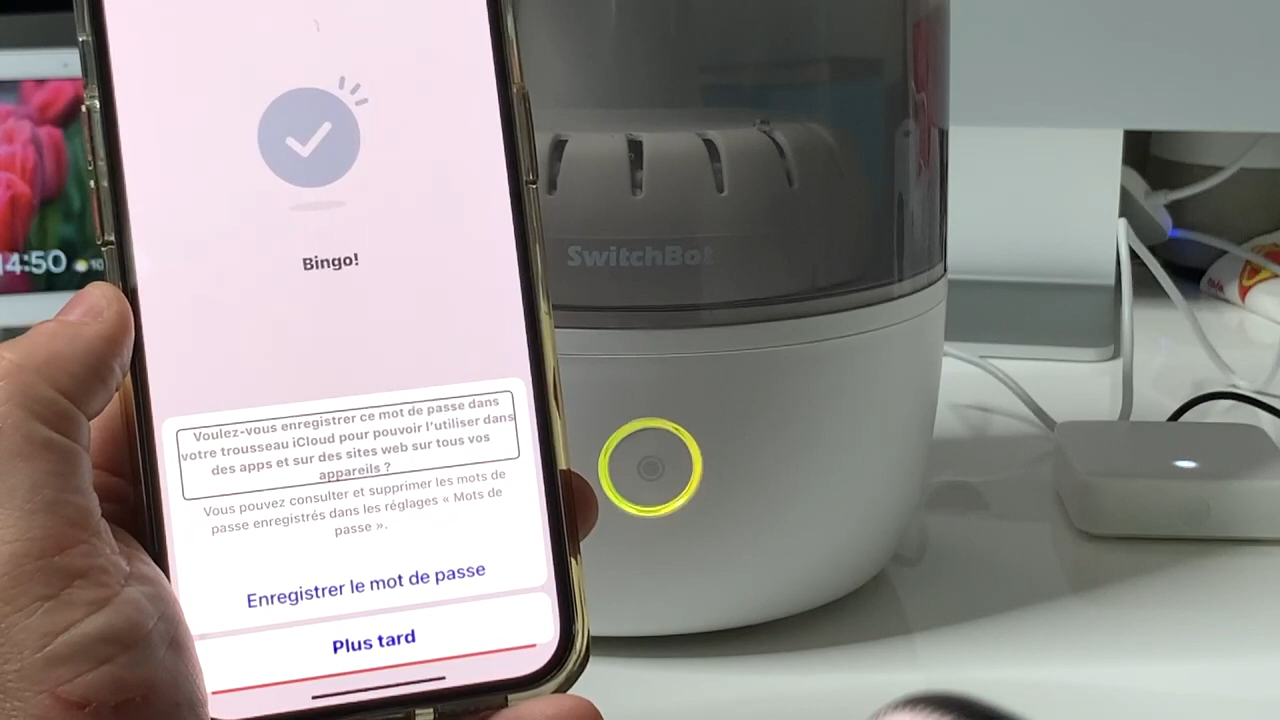 Bingo!
Voulez-vous enregistrer ce mot de passe dans
votre trousseau iCloud pour pouvoir l'utiliser dans
des apps et sur des sites web sur tous vos
appareils ?
Vous pouvez consulter et supprimer les mots de
passe enregistrés dans les réglages « Mots de
passe ».
Enregistrer le mot de passe
Plus tard
SwitchBot
14:50